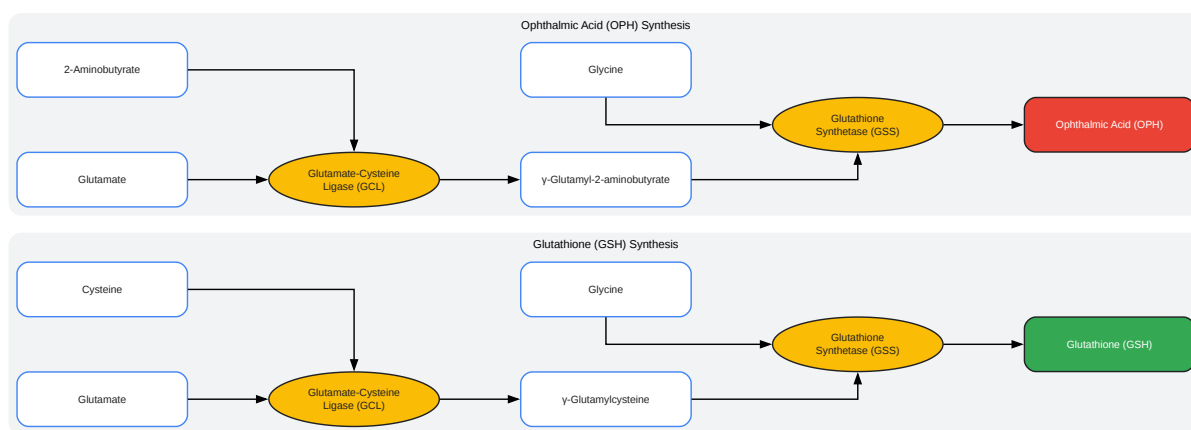 Ophthalmic Acid (OPH) Synthesis
2-Aminobutyrate
Glycine
Glutathione
Synthetase (GSS)
Ophthalmic Acid (OPH)
Glutamate
Glutamate-Cysteine
Ligase (GCL)
γ-Glutamyl-2-aminobutyrate
Glutathione (GSH) Synthesis
Cysteine
Glycine
Glutathione
Synthetase (GSS)
Glutathione (GSH)
Glutamate
Glutamate-Cysteine
Ligase (GCL)
γ-Glutamylcysteine